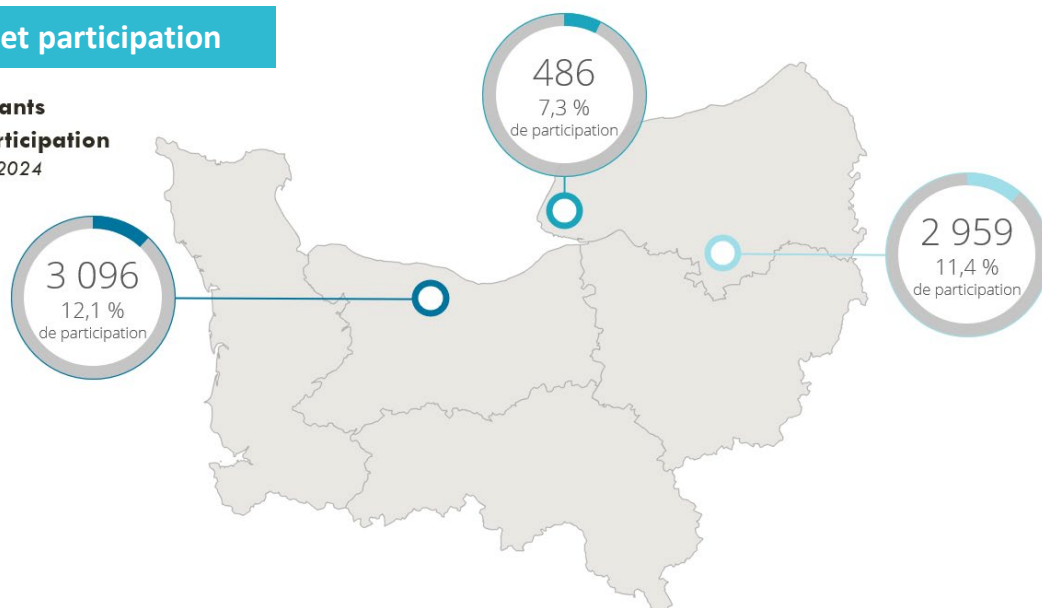 et participation
ants
rticipation
2024
486
7,3 %
de participation
3 096
12,1 %
de participation
2 959
11,4 %
de participation